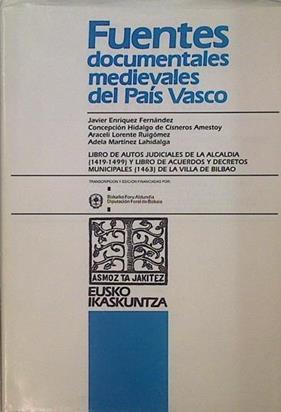 Fuentes
documentales
medievales
del País Vasco
Javier Enríquez Fernández
Concepción Hidalgo de Cisneros Amestoy
Araceli Lorente Ruigómez
Adela Martínez Lahidalga
LIBRO DE AUTOS JUDICIALES DE LA ALCALDIA
(1419-1499) Y LIBRO DE ACUERDOS Y DECRETOS
MUNICIPALES (1463) DE LA VILLA DE BILBAO
TRANSCRIPCION Y EDICION FINANCIADAS POR:
Bizkaiko Foru Aldundia
Diputación Foral de Bizkaia
ASMOZ TA JAKITEZ
EUSKO
IKASKUNTZA